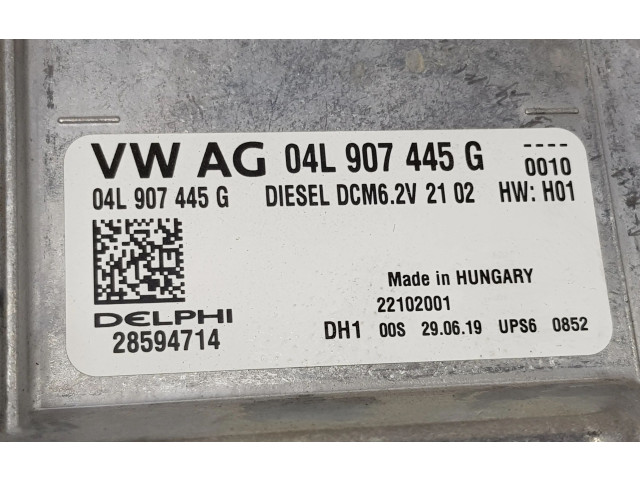 VW AG 04L 907 445 G ----
0010
04L 907 445 G DIESEL DCM6.2V 21 02 HW: H01
Made in HUNGARY
22102001
DELPHI
28594714
DH1 00S 29.06.19 UPS6 0852